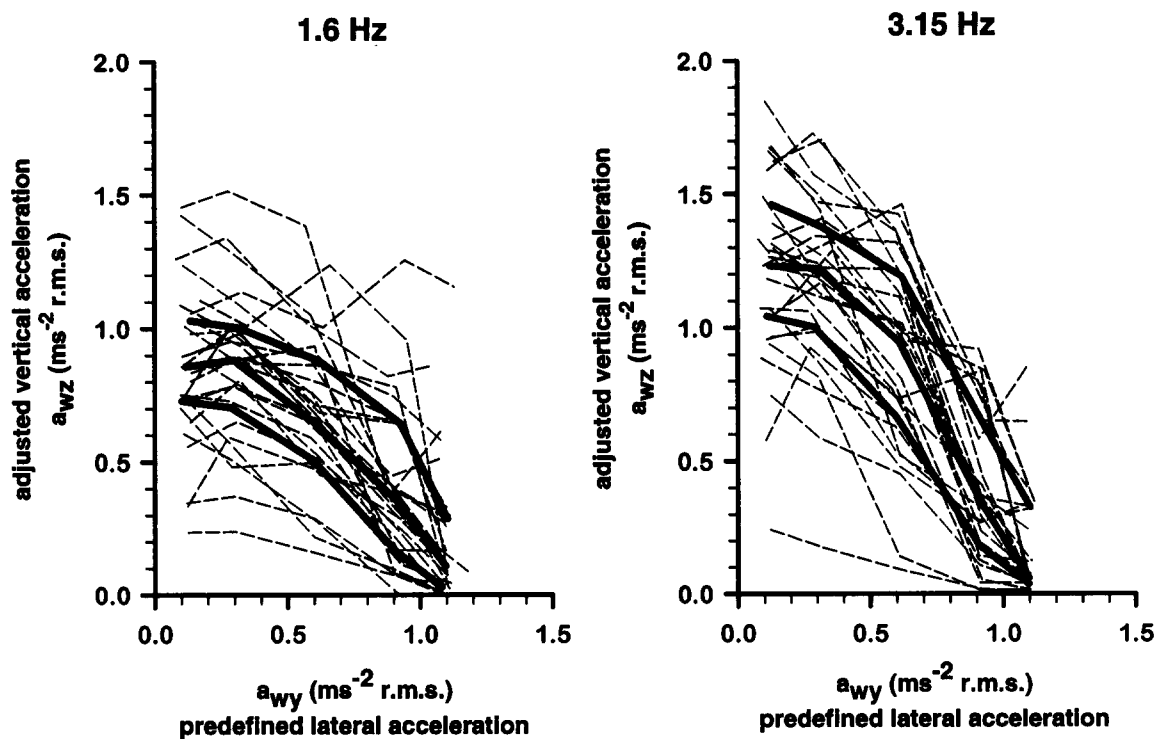 1.6 Hz
2.0
1.5
1.0
0.5
0.0
adjusted vertical acceleration
awz (ms-2 r.m.s.)
0.0 0.5 1.0 1.5
awy (ms-2 r.m.s.)
predefined lateral acceleration
3.15 Hz
2.0
1.5
1.0
0.5
0.0
adjusted vertical acceleration
awz (ms-2 r.m.s.)
0.0 0.5 1.0 1.5
awy (ms-2 r.m.s.)
predefined lateral acceleration